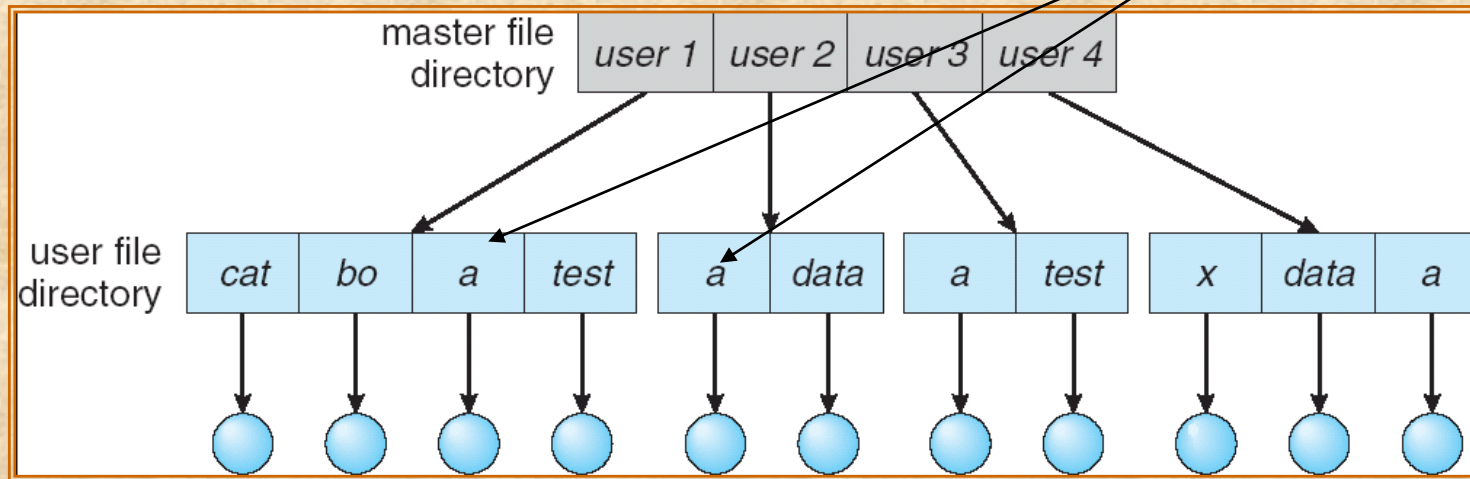 master file
directory
user 1 user 2 user 3 user 4
user file
directory
cat bo a test a data a test x data a